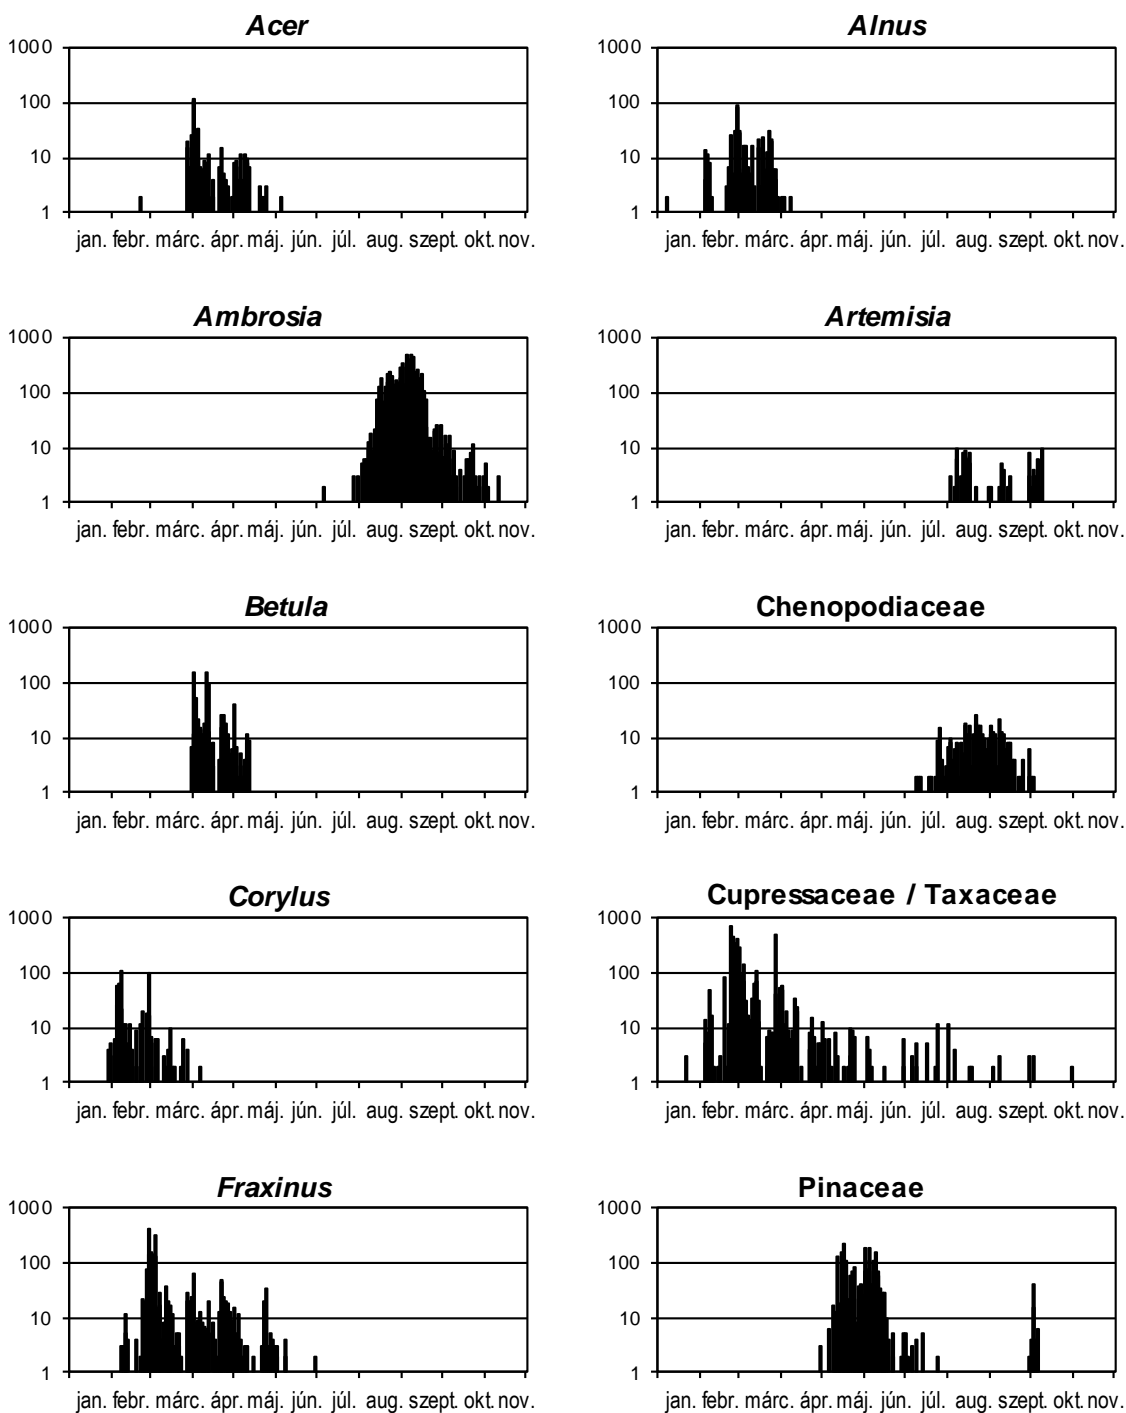 Acer
1000
100
10
1
jan. febr. márc. ápr. máj. jún. júl. aug. szept. okt. nov.
Alnus
1000
100
10
1
jan. febr. márc. ápr. máj. jún. júl. aug. szept. okt. nov.
Ambrosia
1000
100
10
1
jan. febr. márc. ápr. máj. jún. júl. aug. szept. okt. nov.
Artemisia
1000
100
10
1
jan. febr. márc. ápr. máj. jún. júl. aug. szept. okt. nov.
Betula
1000
100
10
1
jan. febr. márc. ápr. máj. jún. júl. aug. szept. okt. nov.
Chenopodiaceae
1000
100
10
1
jan. febr. márc. ápr. máj. jún. júl. aug. szept. okt. nov.
Corylus
1000
100
10
1
jan. febr. márc. ápr. máj. jún. júl. aug. szept. okt. nov.
Cupressaceae / Taxaceae
1000
100
10
1
jan. febr. márc. ápr. máj. jún. júl. aug. szept. okt. nov.
Fraxinus
1000
100
10
1
jan. febr. márc. ápr. máj. jún. júl. aug. szept. okt. nov.
Pinaceae
1000
100
10
1
jan. febr. márc. ápr. máj. jún. júl. aug. szept. okt. nov.